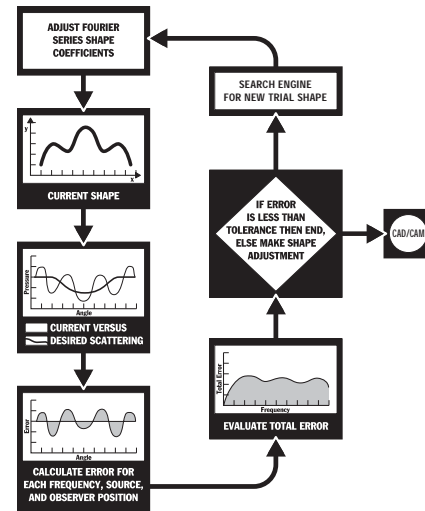 ADJUST FOURIER
SERIES SHAPE
COEFFICIENTS
y
x
CURRENT SHAPE
Pressure
Angle
CURRENT VERSUS
DESIRED SCATTERING
Error
Angle
CALCULATE ERROR FOR
EACH FREQUENCY, SOURCE,
AND OBSERVER POSITION
SEARCH ENGINE
FOR NEW TRIAL SHAPE
IF ERROR
IS LESS THAN
TOLERANCE THEN END,
ELSE MAKE SHAPE
ADJUSTMENT
CAD/CAM
Total Error
Frequency
EVALUATE TOTAL ERROR